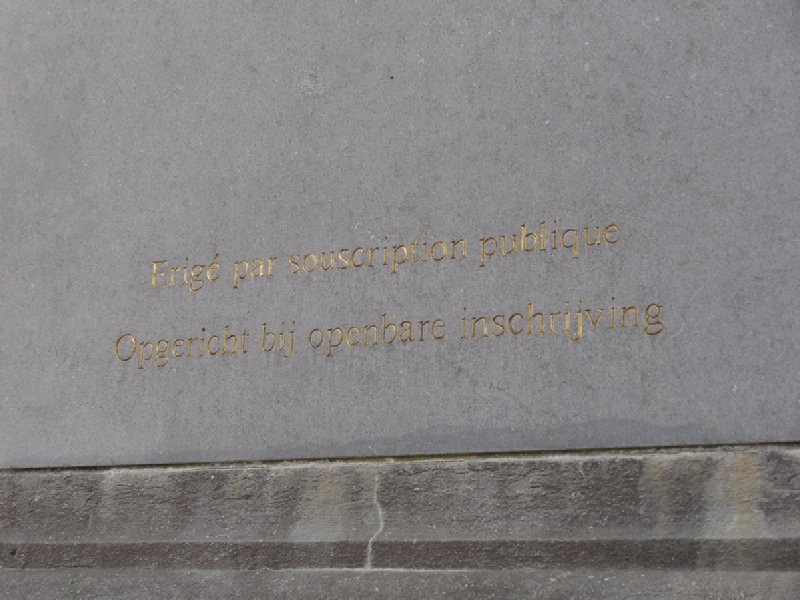 Erigé par souscription publique
Opgericht bij openbare inschrijving